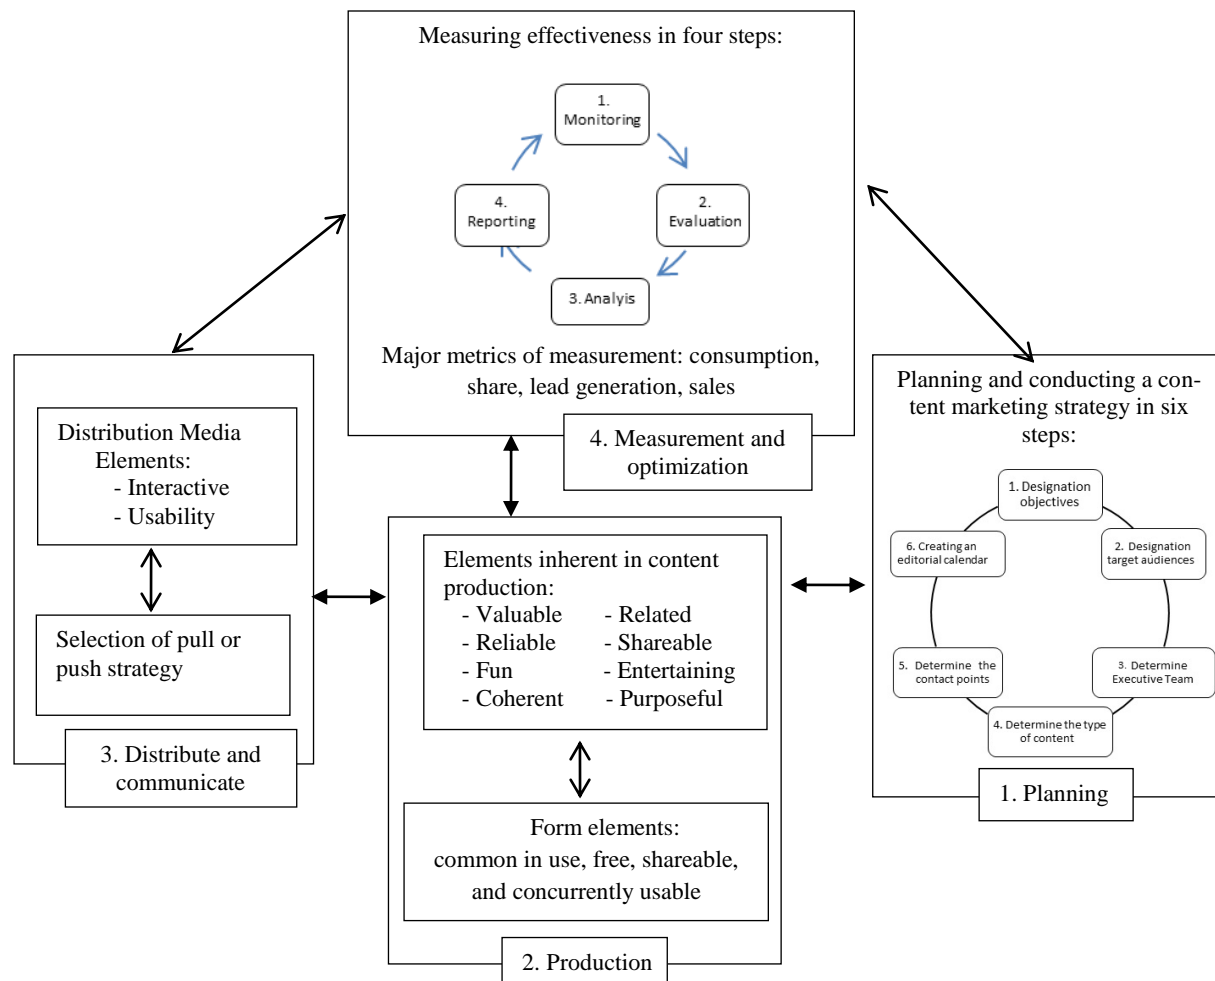 Measuring effectiveness in four steps:
1.
Monitoring
2.
Evaluation
3. Analyis
4.
Reporting
Major metrics of measurement: consumption,
share, lead generation, sales
4. Measurement and
optimization
Distribution Media
Elements:
- Interactive
- Usability
Selection of pull or
push strategy
3. Distribute and
communicate
Elements inherent in content
production:
- Valuable - Related
- Reliable - Shareable
- Fun - Entertaining
- Coherent - Purposeful
Form elements:
common in use, free, shareable,
and concurrently usable
2. Production
Planning and conducting a con-
tent marketing strategy in six
steps:
1. Designation
objectives
2. Designation
target audiences
3. Determine
Executive Team
4. Determine the type
of content
5. Determine the
contact points
6. Creating an
editorial calendar
1. Planning